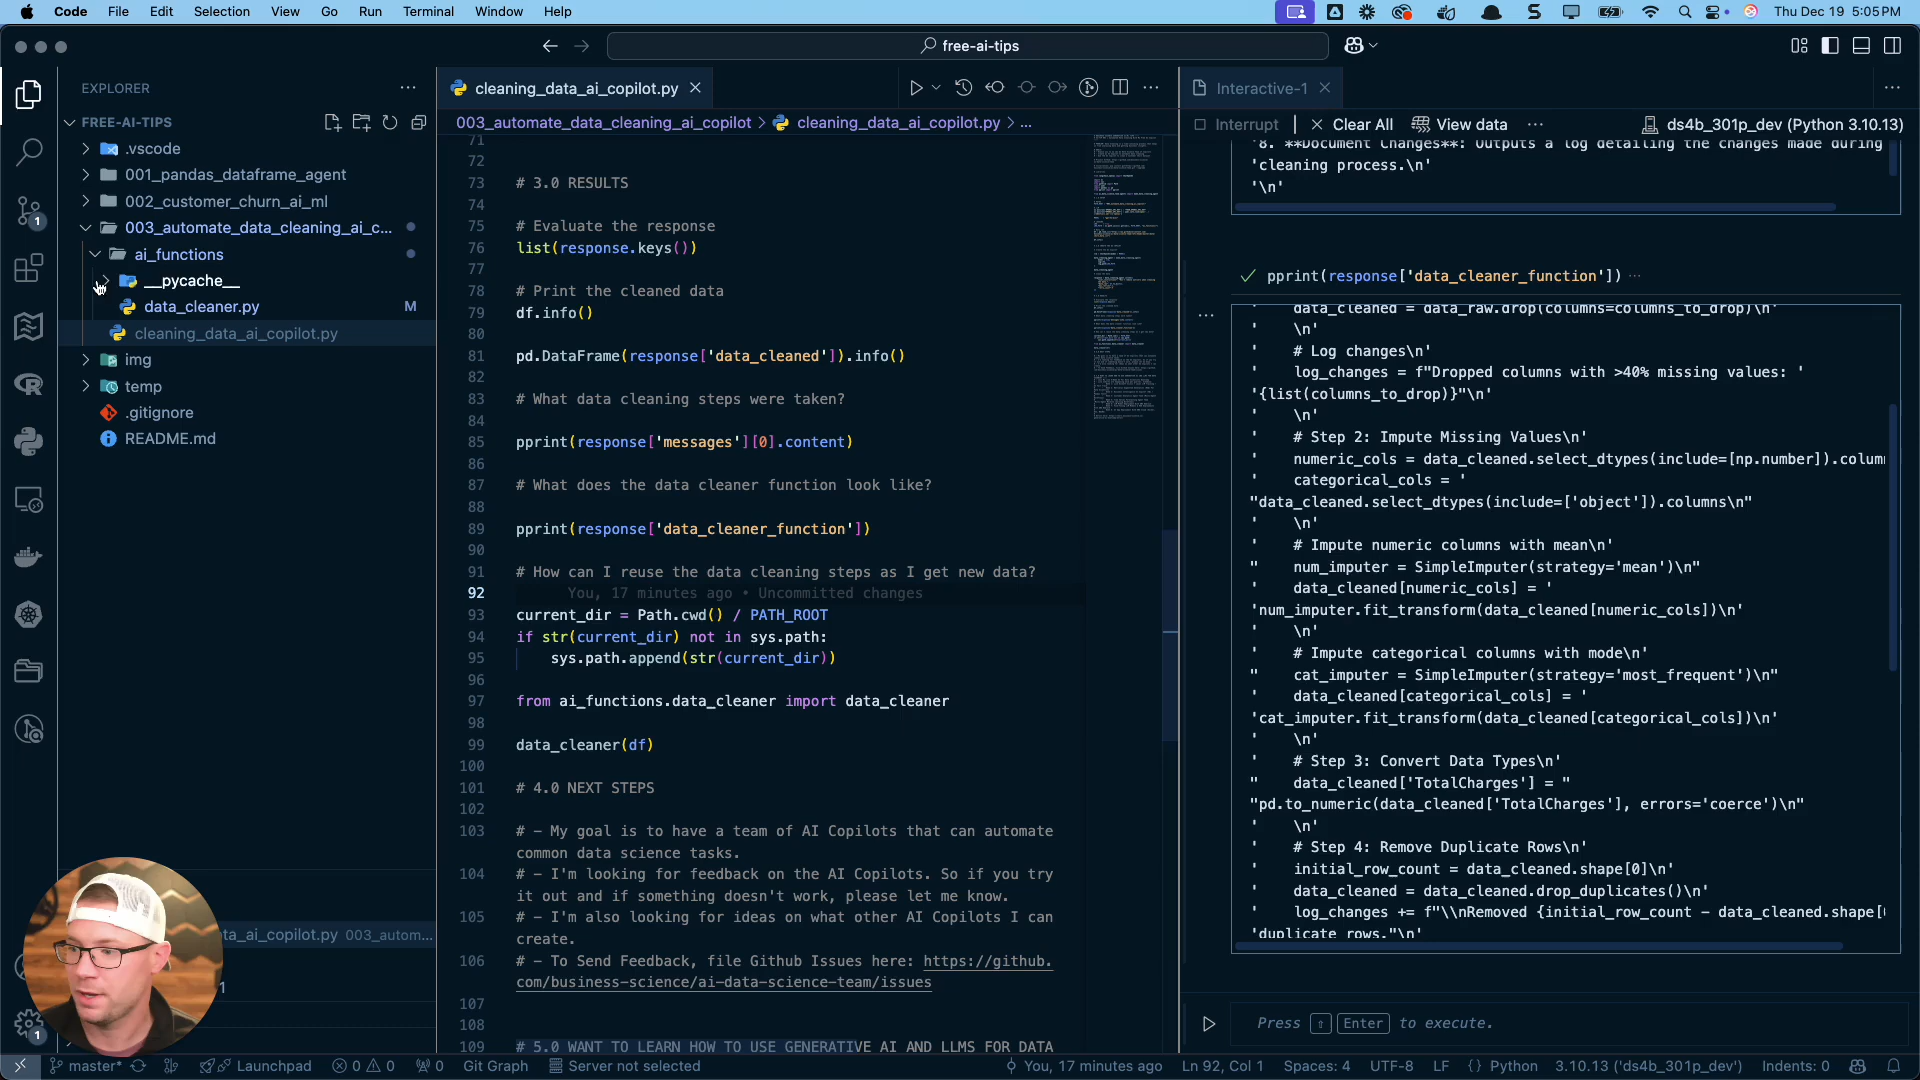 Code File Edit Selection View Go Run Terminal Window Help
Thu Dec 19 5:05 PM
free-ai-tips
EXPLORER
FREE-AI-TIPS
.vscode
001_pandas_dataframe_agent
002_customer_churn_ai_ml
003_automate_data_cleaning_ai_c...
ai_functions
__pycache__
data_cleaner.py M
cleaning_data_ai_copilot.py
img
temp
.gitignore
README.md
ta_ai_copilot.py 003_autom...
1
1
1
cleaning_data_ai_copilot.py
003_automate_data_cleaning_ai_copilot > cleaning_data_ai_copilot.py > ...
71
72
73 # 3.0 RESULTS
74
75 # Evaluate the response
76 list(response.keys())
77
78 # Print the cleaned data
79 df.info()
80
81 pd.DataFrame(response['data_cleaned']).info()
82
83 # What data cleaning steps were taken?
84
85 pprint(response['messages'][0].content)
86
87 # What does the data cleaner function look like?
88
89 pprint(response['data_cleaner_function'])
90
91 # How can I reuse the data cleaning steps as I get new data?
92 You, 17 minutes ago • Uncommitted changes
93 current_dir = Path.cwd() / PATH_ROOT
94 if str(current_dir) not in sys.path:
95 sys.path.append(str(current_dir))
96
97 from ai_functions.data_cleaner import data_cleaner
98
99 data_cleaner(df)
100
101 # 4.0 NEXT STEPS
102
103 # - My goal is to have a team of AI Copilots that can automate
common data science tasks.
104 # - I'm looking for feedback on the AI Copilots. So if you try
it out and if something doesn't work, please let me know.
105 # - I'm also looking for ideas on what other AI Copilots I can
create.
106 # - To Send Feedback, file Github Issues here: https://github.
com/business-science/ai-data-science-team/issues
107
108
109 # 5.0 WANT TO LEARN HOW TO USE GENERATIVE AI AND LLMS FOR DATA
Interactive-1
Interrupt | Clear All View data ... ds4b_301p_dev (Python 3.10.13)
'8. **Document Changes**: Outputs a log detailing the changes made during
'cleaning process.\n'
'\n'
pprint(response['data_cleaner_function']) ...
' data_cleaned = data_raw.drop(columns=columns_to_drop)\n'
' \n'
' # Log changes\n'
' log_changes = f"Dropped columns with >40% missing values: '
'{list(columns_to_drop)}"\n'
' \n'
' # Step 2: Impute Missing Values\n'
' numeric_cols = data_cleaned.select_dtypes(include=[np.number]).colum
' categorical_cols = '
"data_cleaned.select_dtypes(include=['object']).columns\n"
' \n'
' # Impute numeric columns with mean\n'
" num_imputer = SimpleImputer(strategy='mean')\n"
' data_cleaned[numeric_cols] = '
'num_imputer.fit_transform(data_cleaned[numeric_cols])\n'
' \n'
' # Impute categorical columns with mode\n'
" cat_imputer = SimpleImputer(strategy='most_frequent')\n"
' data_cleaned[categorical_cols] = '
'cat_imputer.fit_transform(data_cleaned[categorical_cols])\n'
' \n'
' # Step 3: Convert Data Types\n'
" data_cleaned['TotalCharges'] = "
"pd.to_numeric(data_cleaned['TotalCharges'], errors='coerce')\n"
' \n'
' # Step 4: Remove Duplicate Rows\n'
' initial_row_count = data_cleaned.shape[0]\n'
' data_cleaned = data_cleaned.drop_duplicates()\n'
' log_changes += f"\\nRemoved {initial_row_count - data_cleaned.shape[
'duplicate rows."\n'
Press ⇧ Enter to execute.
master* Launchpad 0 0 0 Git Graph Server not selected You, 17 minutes ago Ln 92, Col 1 Spaces: 4 UTF-8 LF {} Python 3.10.13 ('ds4b_301p_dev') Indents: 0